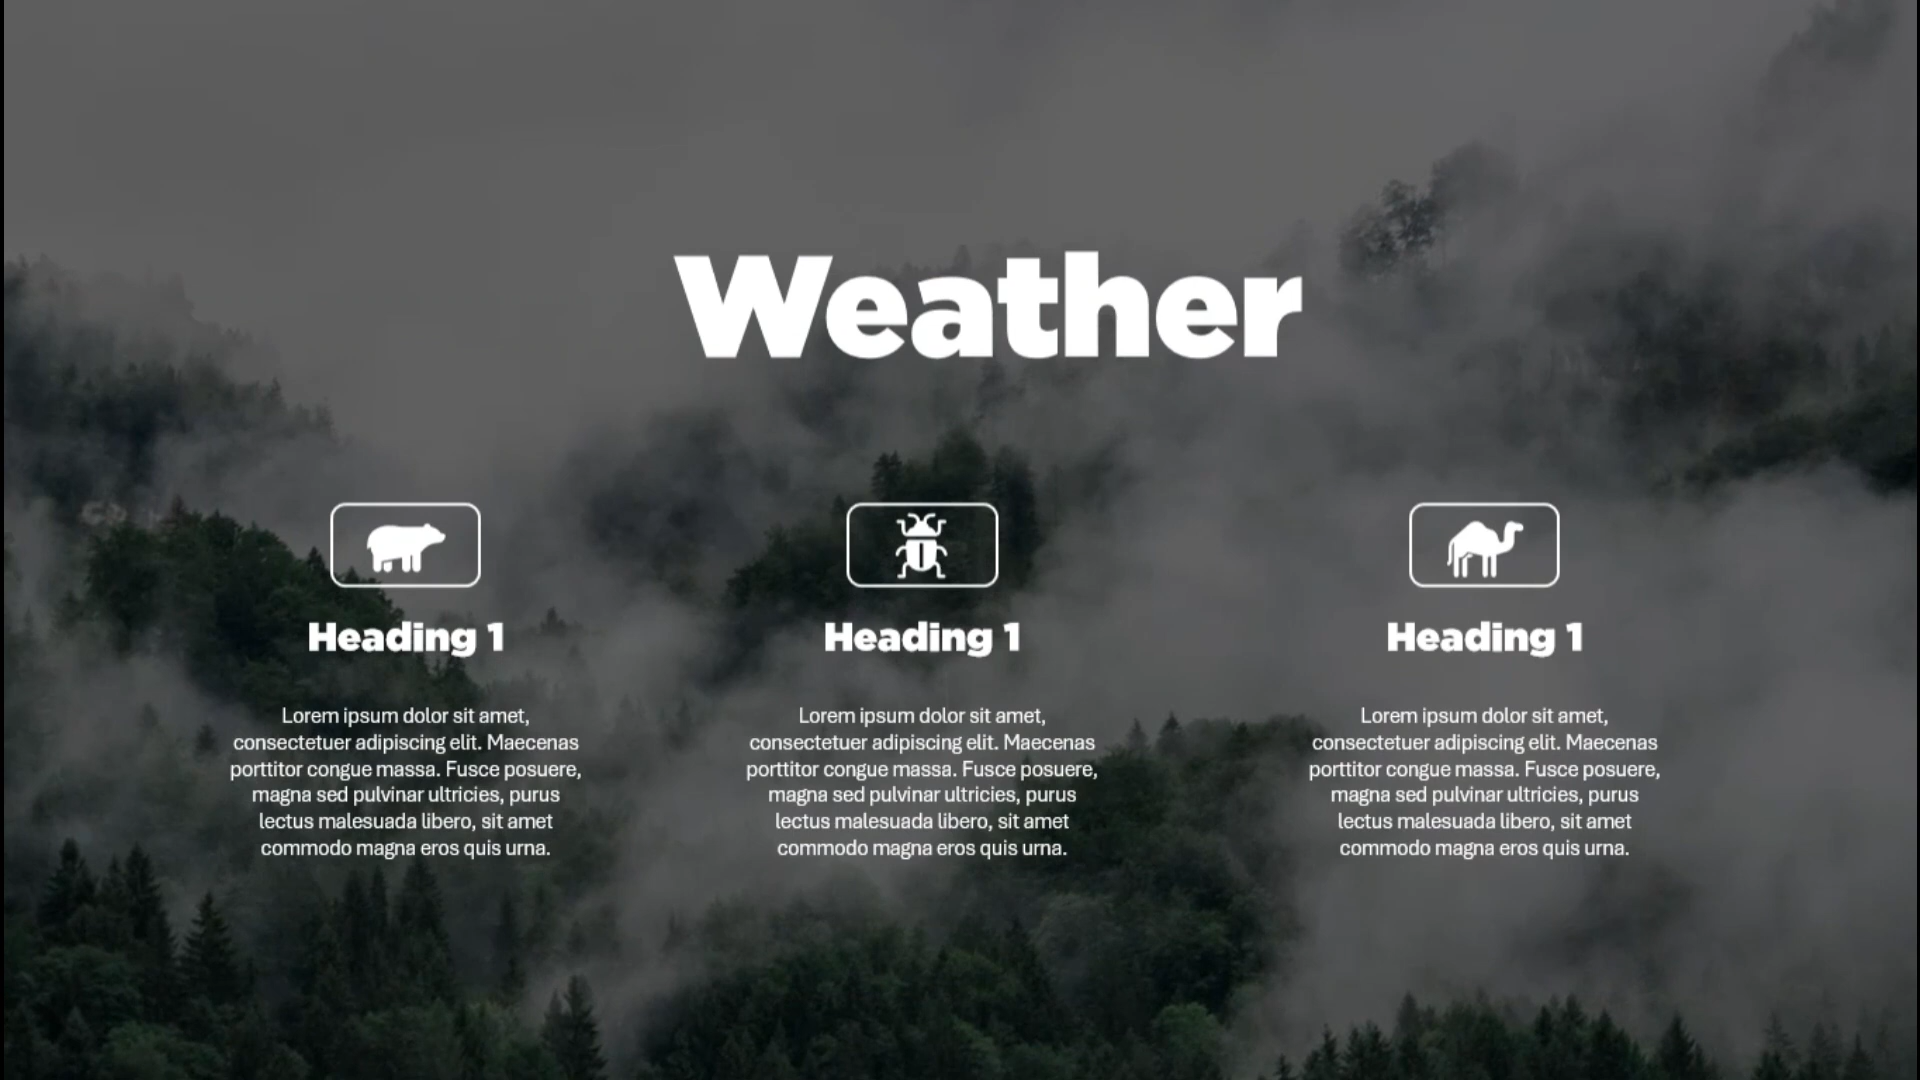 Weather
Heading 1
Lorem ipsum dolor sit amet,
consectetuer adipiscing elit. Maecenas
porttitor congue massa. Fusce posuere,
magna sed pulvinar ultricies, purus
lectus malesuada libero, sit amet
commodo magna eros quis urna.
Heading 1
Lorem ipsum dolor sit amet,
consectetuer adipiscing elit. Maecenas
porttitor congue massa. Fusce posuere,
magna sed pulvinar ultricies, purus
lectus malesuada libero, sit amet
commodo magna eros quis urna.
Heading 1
Lorem ipsum dolor sit amet,
consectetuer adipiscing elit. Maecenas
porttitor congue massa. Fusce posuere,
magna sed pulvinar ultricies, purus
lectus malesuada libero, sit amet
commodo magna eros quis urna.